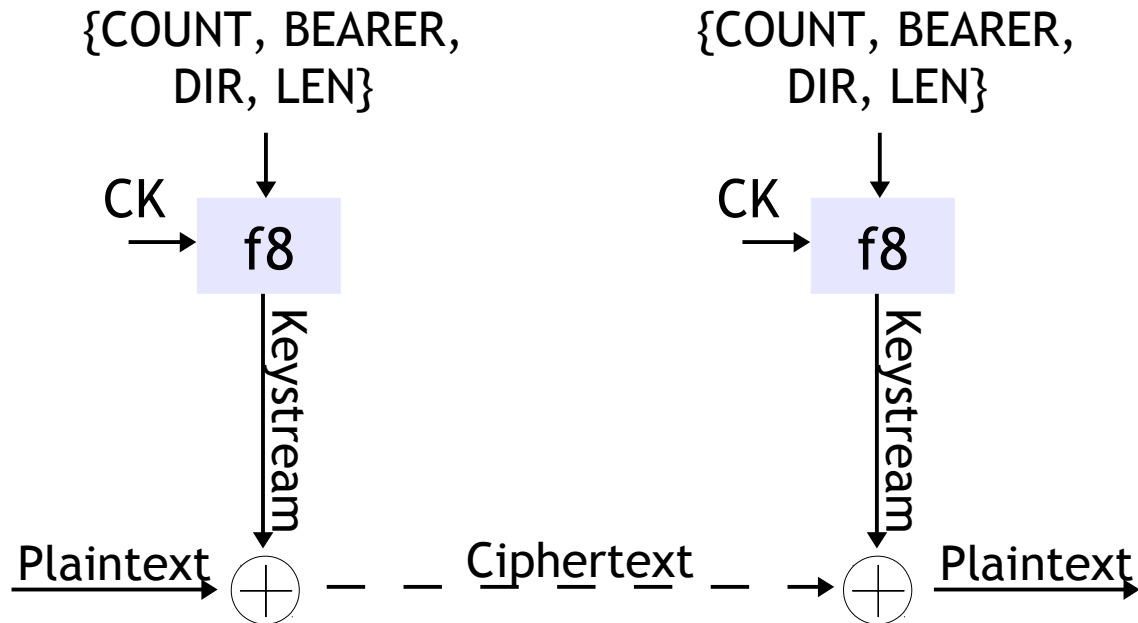 {COUNT, BEARER,
DIR, LEN}
CK
f8
Keystream
Plaintext
Ciphertext
{COUNT, BEARER,
DIR, LEN}
CK
f8
Keystream
Plaintext